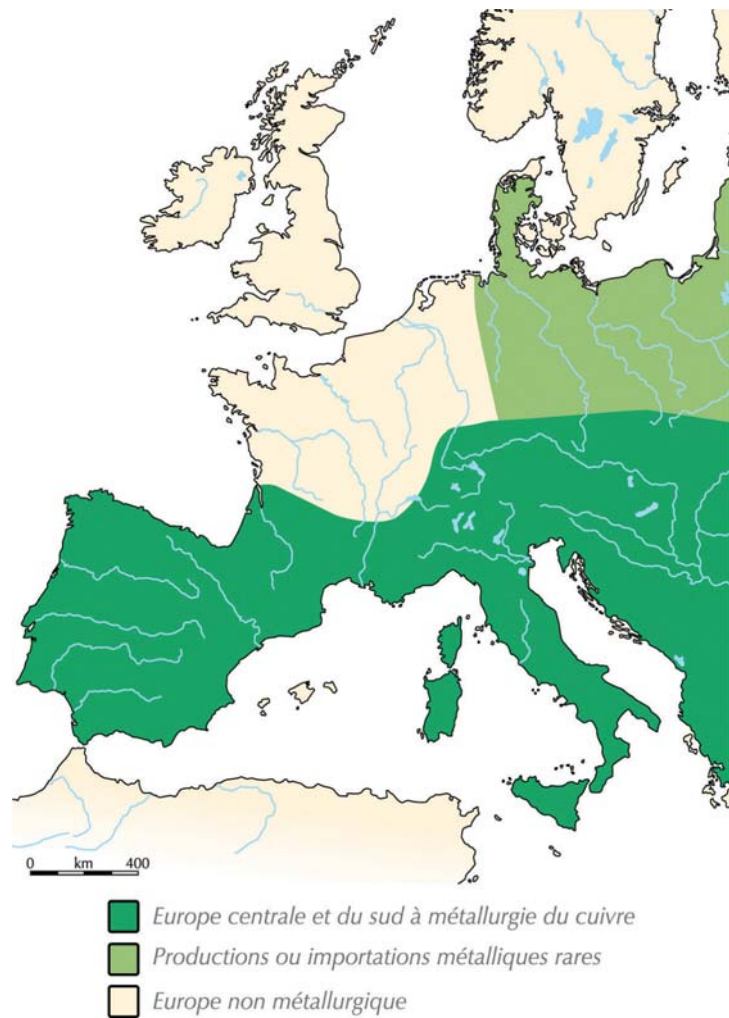 0 km 400
Europe centrale et du sud à métallurgie du cuivre
Productions ou importations métalliques rares
Europe non métallurgique